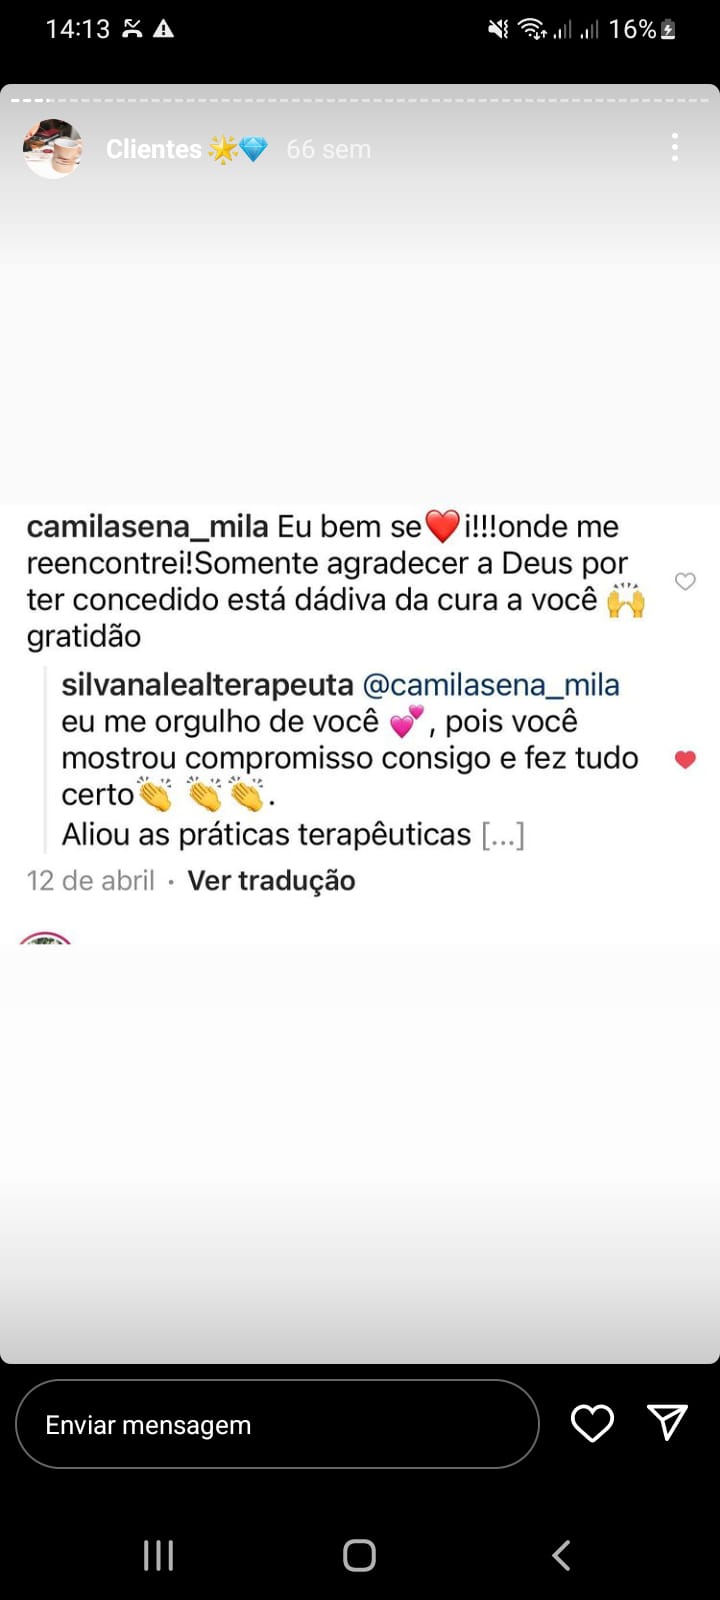 14:13 16%
Clientes 🌟💎 66 sem
camilasena_mila Eu bem se❤️i!!!onde me
reencontrei!Somente agradecer a Deus por
ter concedido está dádiva da cura a você 🙌
gratidão
silvanalealterapeuta @camilasena_mila
eu me orgulho de você 💕, pois você
mostrou compromisso consigo e fez tudo
certo👏 👏👏.
Aliou as práticas terapêuticas [...]
12 de abril · Ver tradução
Enviar mensagem